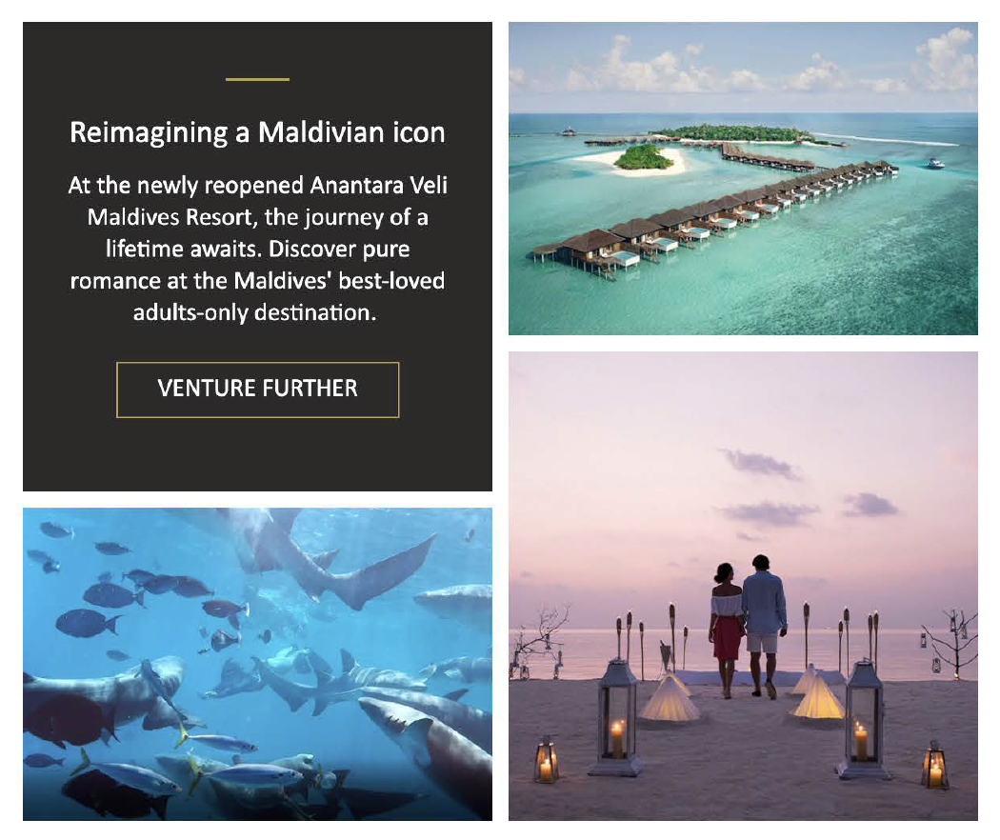 Reimagining a Maldivian icon
At the newly reopened Anantara Veli
Maldives Resort, the journey of a
lifetime awaits. Discover pure
romance at the Maldives' best-loved
adults-only destination.
VENTURE FURTHER